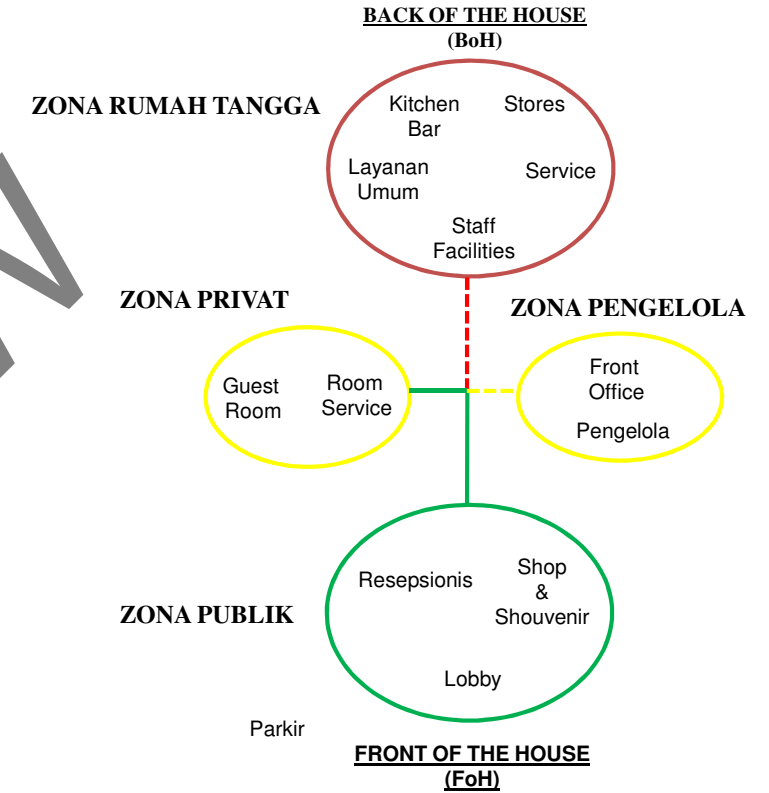 BACK OF THE HOUSE
(BoH)
ZONA RUMAH TANGGA
Kitchen
Bar
Stores
Layanan
Umum
Service
Staff
Facilities
ZONA PRIVAT
ZONA PENGELOLA
Guest
Room
Room
Service
Front
Office
Pengelola
ZONA PUBLIK
Resepsionis
Shop
&
Shouvenir
Lobby
Parkir
FRONT OF THE HOUSE
(FoH)